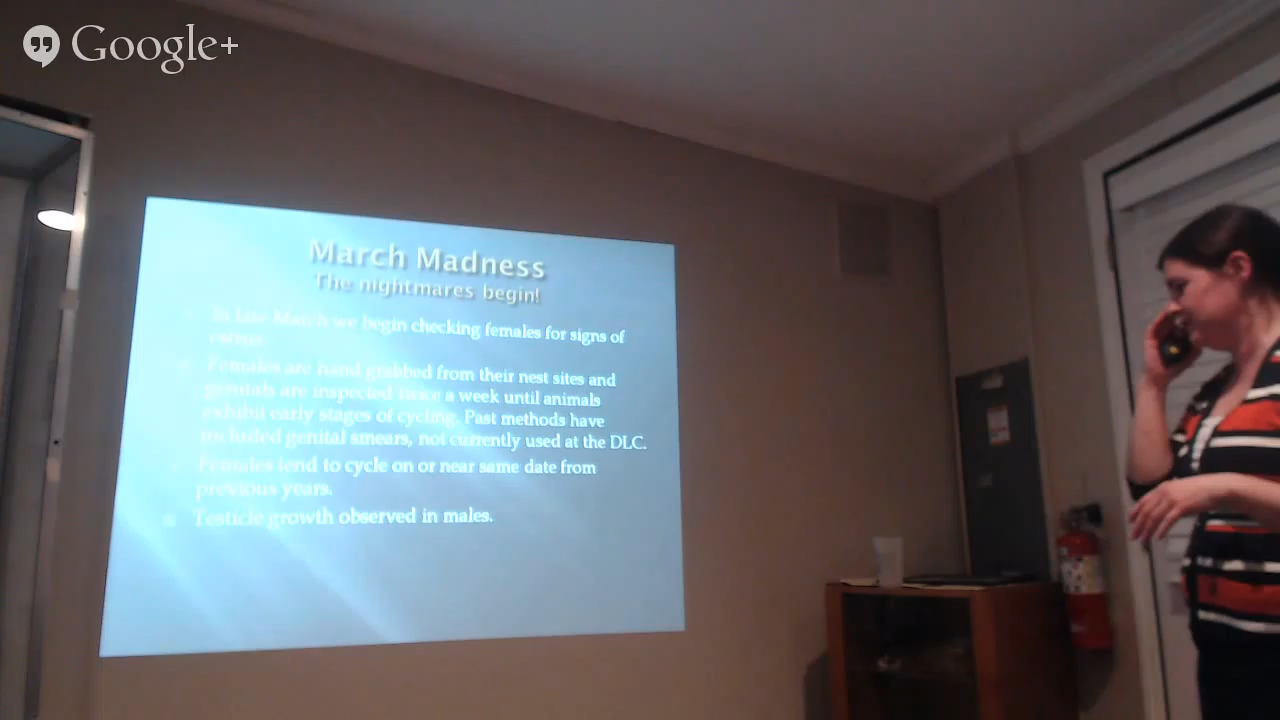 Google+
March Madness
The nightmares begin!
In late March we begin checking females for signs of
estrus.
Females are hand grabbed from their nest sites and
genitals are inspected twice a week until animals
exhibit early stages of cycling. Past methods have
included genital smears, not currently used at the DLC.
Females tend to cycle on or near same date from
previous years.
Testicle growth observed in males.